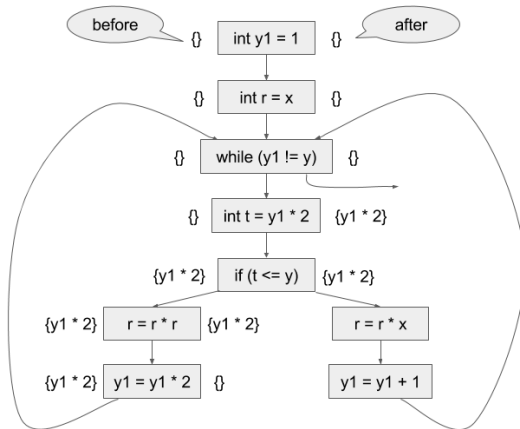 before
after
{} int y1 = 1 {}
{} int r = x {}
{} while (y1 != y) {}
{} int t = y1 * 2 {y1 * 2}
{y1 * 2} if (t <= y) {y1 * 2}
{y1 * 2} r = r * r {y1 * 2} r = r * x
{y1 * 2} y1 = y1 * 2 {} y1 = y1 + 1